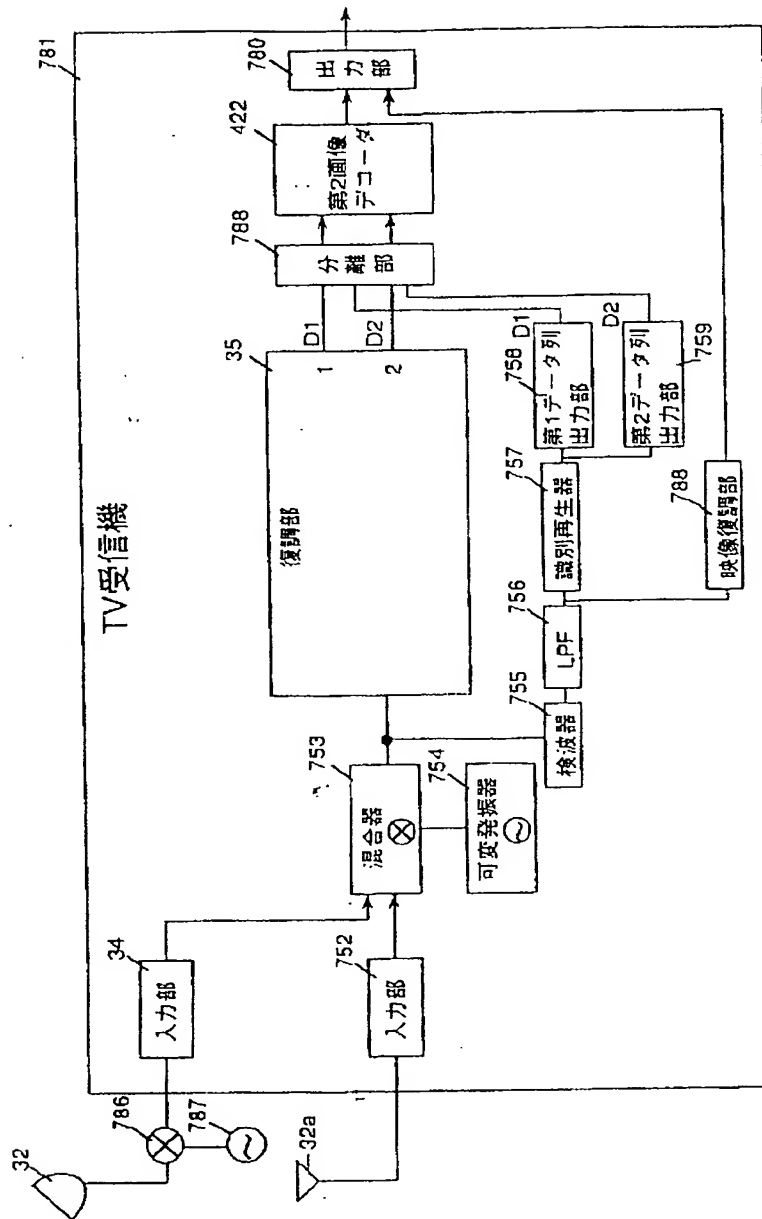 TV受信機
781
32
786
787
34
入力部
32a
752
入力部
753
混合器
754
可変発振器
35
復調部
1
2
D1
D2
755
検波器
756
LPF
757
識別再生器
758
第1データ列
出力部
D1
759
第2データ列
出力部
D2
788
映像復調部
788
分離部
422
第2画像
デコーダ
780
出力部